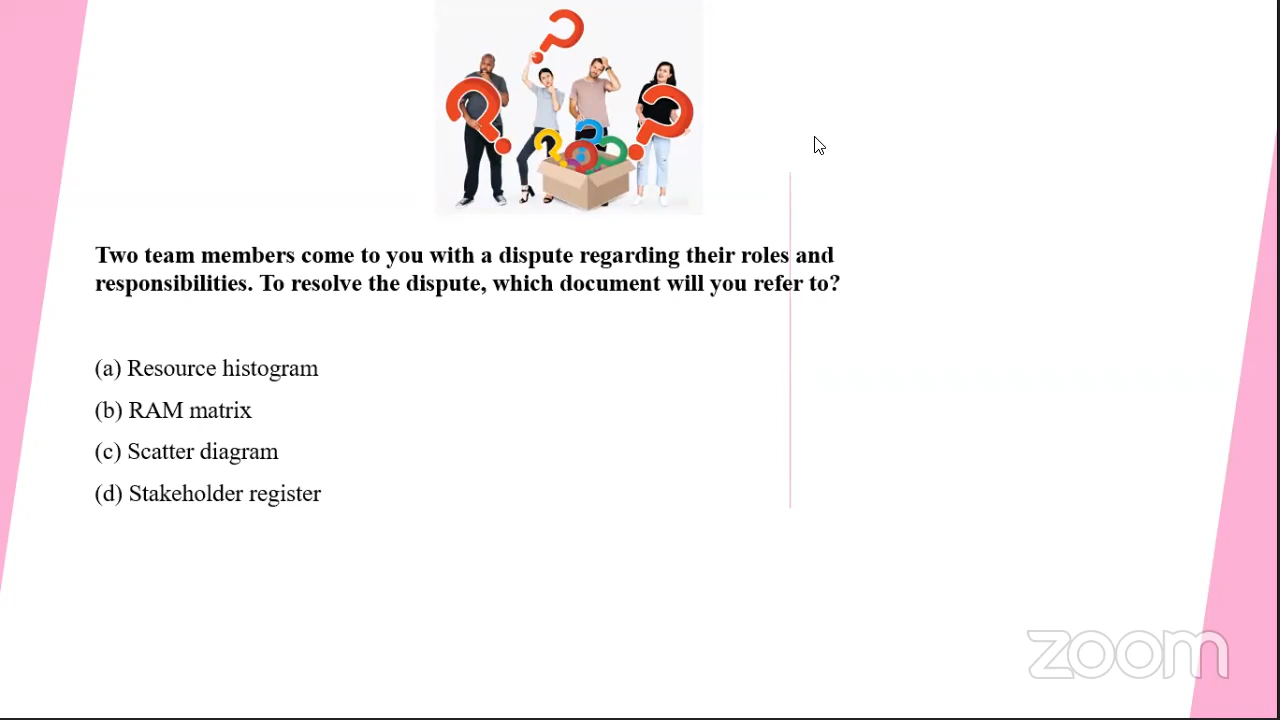 Two team members come to you with a dispute regarding their roles and
responsibilities. To resolve the dispute, which document will you refer to?
(a) Resource histogram
(b) RAM matrix
(c) Scatter diagram
(d) Stakeholder register
zoom